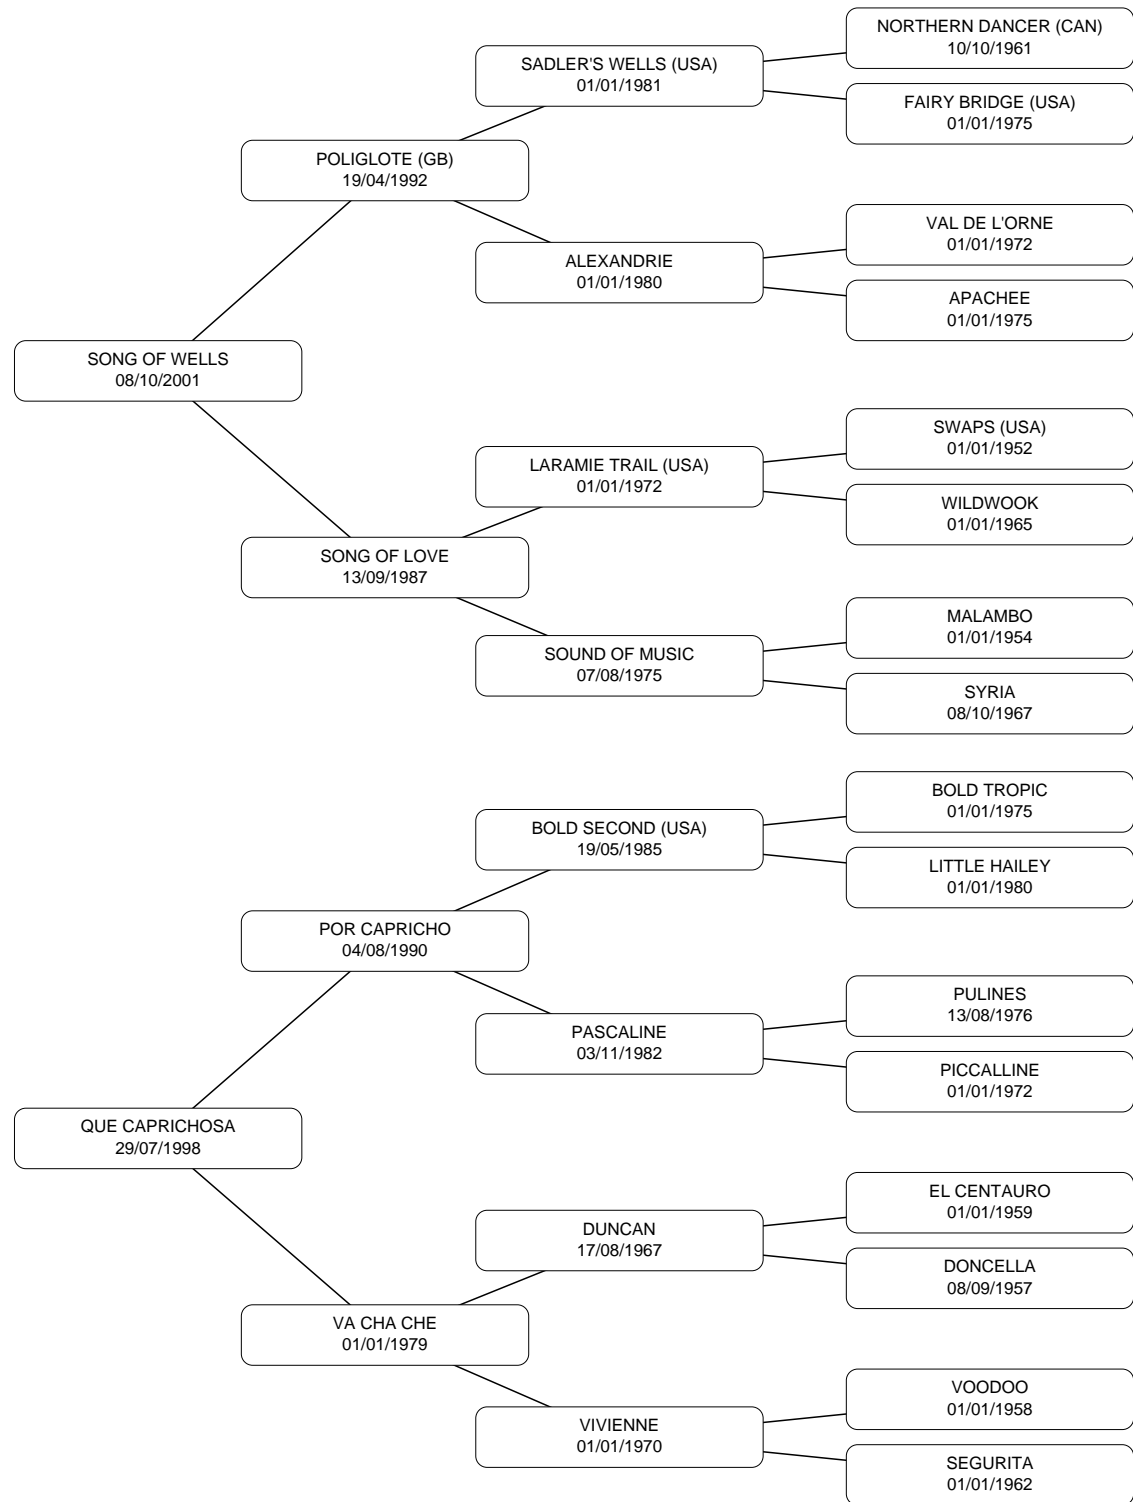 NORTHERN DANCER (CAN)
10/10/1961
SADLER'S WELLS (USA)
01/01/1981
FAIRY BRIDGE (USA)
01/01/1975
POLIGLOTE (GB)
19/04/1992
VAL DE L'ORNE
01/01/1972
ALEXANDRIE
01/01/1980
APACHEE
01/01/1975
SONG OF WELLS
08/10/2001
SWAPS (USA)
01/01/1952
LARAMIE TRAIL (USA)
01/01/1972
WILDWOOK
01/01/1965
SONG OF LOVE
13/09/1987
MALAMBO
01/01/1954
SOUND OF MUSIC
07/08/1975
SYRIA
08/10/1967
BOLD TROPIC
01/01/1975
BOLD SECOND (USA)
19/05/1985
LITTLE HAILEY
01/01/1980
POR CAPRICHO
04/08/1990
PULINES
13/08/1976
PASCALINE
03/11/1982
PICCALLINE
01/01/1972
QUE CAPRICHOSA
29/07/1998
EL CENTAURO
01/01/1959
DUNCAN
17/08/1967
DONCELLA
08/09/1957
VA CHA CHE
01/01/1979
VOODOO
01/01/1958
VIVIENNE
01/01/1970
SEGURITA
01/01/1962